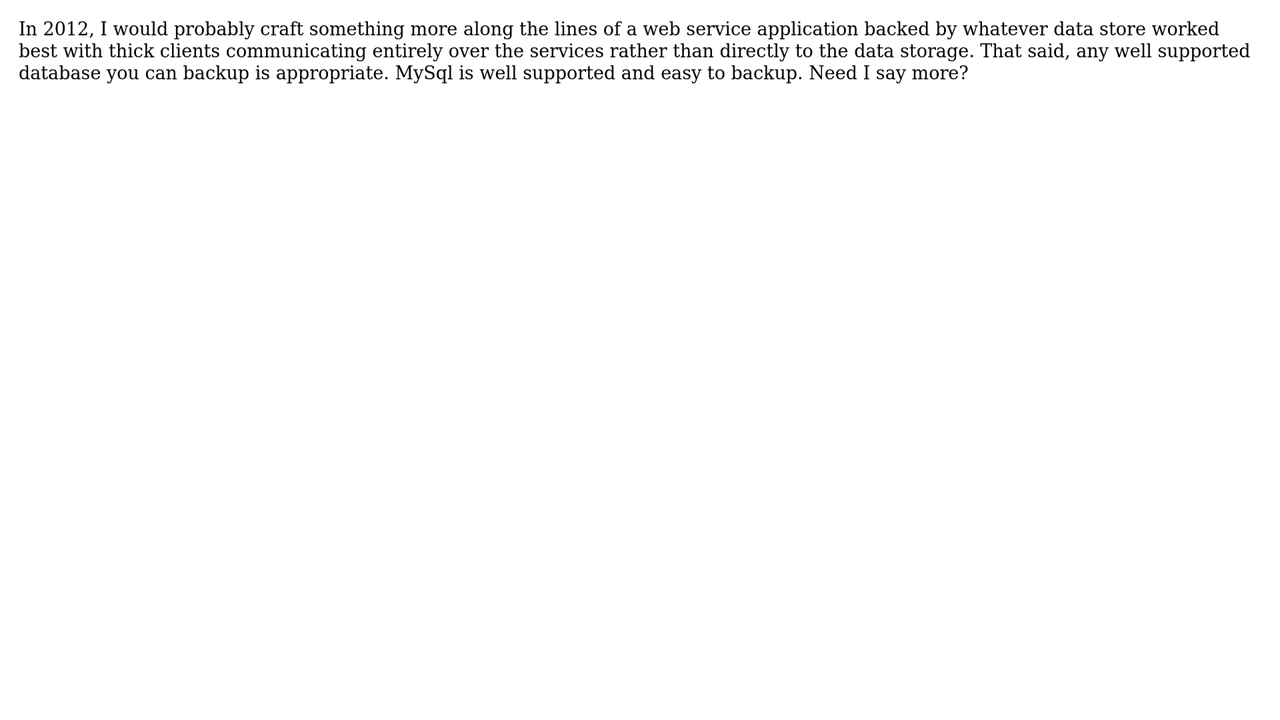 In 2012, I would probably craft something more along the lines of a web service application backed by whatever data store worked
best with thick clients communicating entirely over the services rather than directly to the data storage. That said, any well supported
database you can backup is appropriate. MySql is well supported and easy to backup. Need I say more?